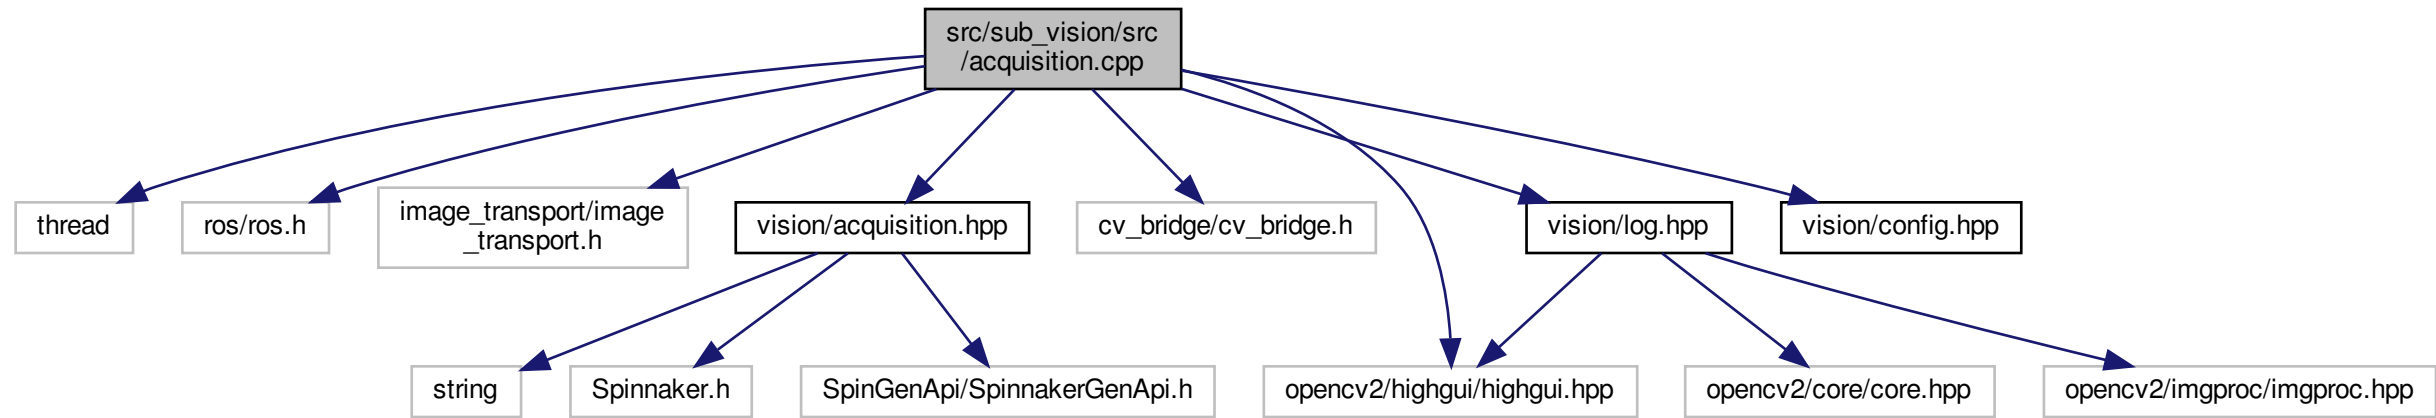 src/sub_vision/src
/acquisition.cpp
thread
ros/ros.h
image_transport/image
_transport.h
vision/acquisition.hpp
cv_bridge/cv_bridge.h
vision/log.hpp
vision/config.hpp
string
Spinnaker.h
SpinGenApi/SpinnakerGenApi.h
opencv2/highgui/highgui.hpp
opencv2/core/core.hpp
opencv2/imgproc/imgproc.hpp